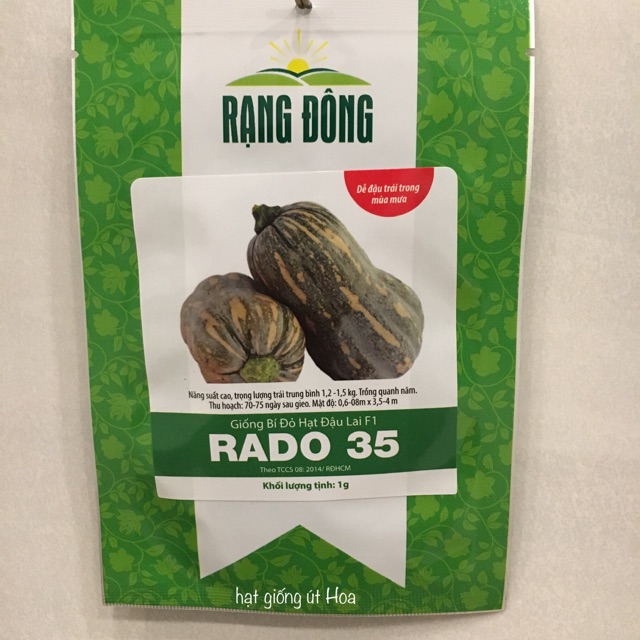 RẠNG ĐÔNG
Dễ đậu trái trong
mùa mưa
Năng suất cao, trọng lượng trái trung bình 1,2 -1,5 kg. Trồng quanh năm.
Thu hoạch: 70-75 ngày sau gieo. Mật độ: 0,6-08m x 3,5-4 m
Giống Bí Đỏ Hạt Đậu Lai F1
RADO 35
Theo TCCS 08: 2014/ RĐHCM
Khối lượng tịnh: 1g
hạt giống út Hoa